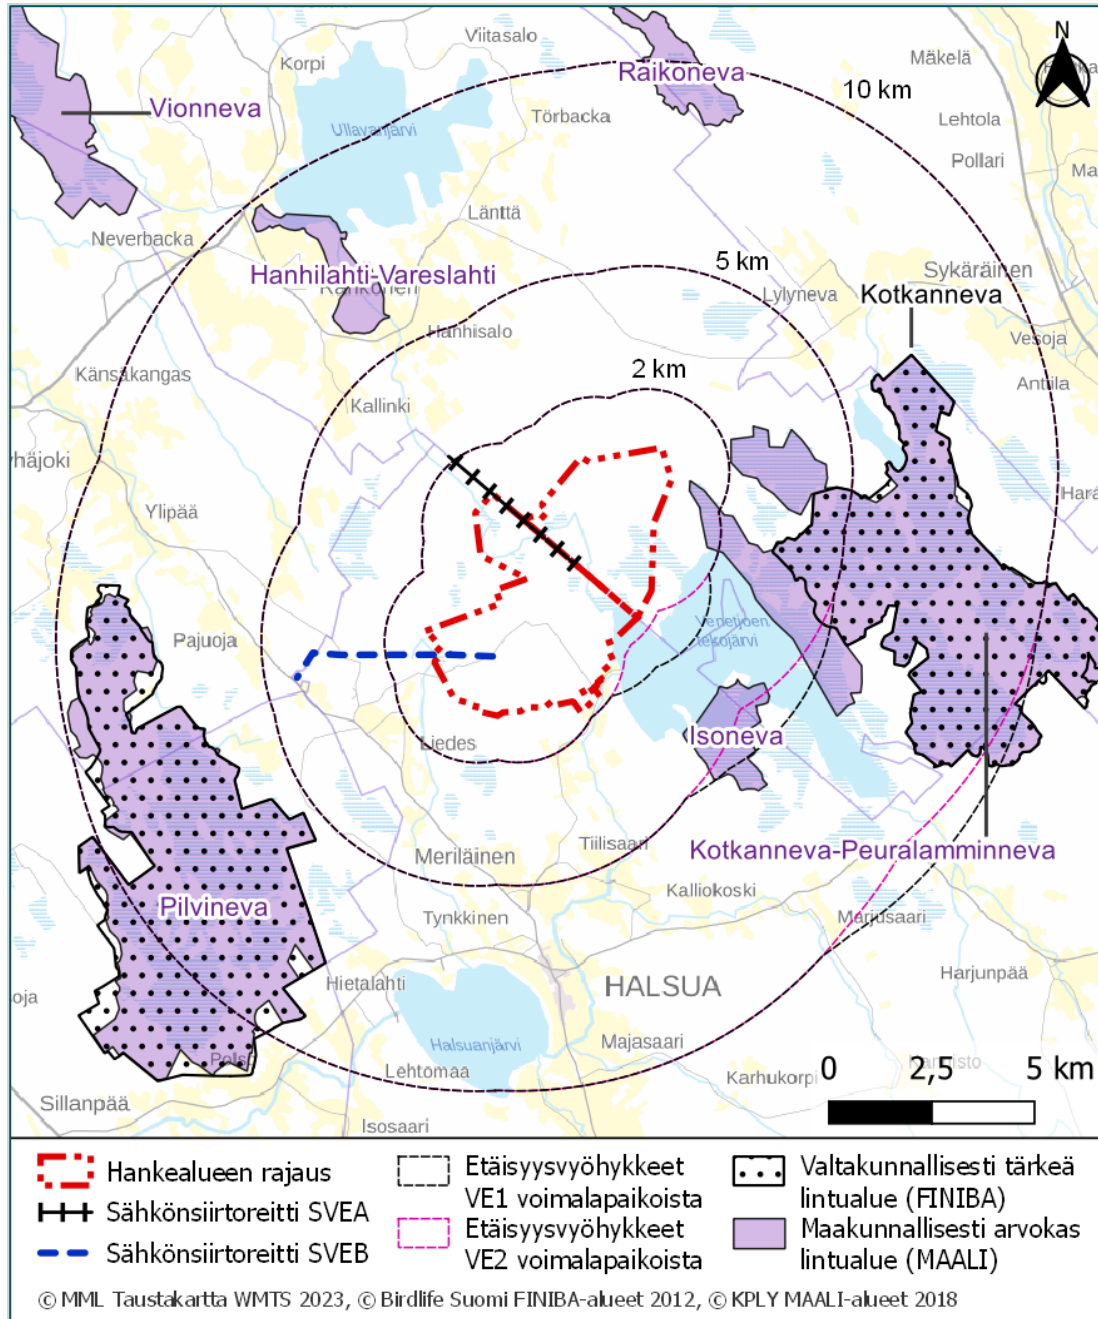 Viitasalo
N
Korpi
Raikoneva
Mäkelä
10 km
Vionneva
Ullavanjärvi
Törbacka
Lehtola
Pollari
Ma
Länttä
Neverbacka
5 km
Sykäräinen
Hanhilahti-Vareslahti
Lylyneva
Kotkanneva
Hanhisalo
Vesoja
2 km
Känsäkangas
Anttila
Kallinki
yhäjoki
Hara
Ylipää
Venetjoen
tekojärvi
Pajuoja
Isoneva
Liedes
Tiilisaari
Meriläinen
Kotkanneva-Peuralamminneva
Kalliokoski
Pilvineva
Tynkkinen
Marjusaari
Hietalahti
HALSUA
Harjunpää
oja
Halsuanjärvi
Majasaari
Lehtomaa
Karhukorpi
0 2,5 5 km
Sillanpää
Isosaari
Hankealueen rajaus
Sähkönsiirtoreitti SVEA
Sähkönsiirtoreitti SVEB
Etäisyysvyöhykkeet
VE1 voimalapaikoista
Etäisyysvyöhykkeet
VE2 voimalapaikoista
Valtakunnallisesti tärkeä
lintualue (FINIBA)
Maakunnallisesti arvokas
lintualue (MAALI)
© MML Taustakartta WMTS 2023, © Birdlife Suomi FINIBA-alueet 2012, © KPLY MAALI-alueet 2018